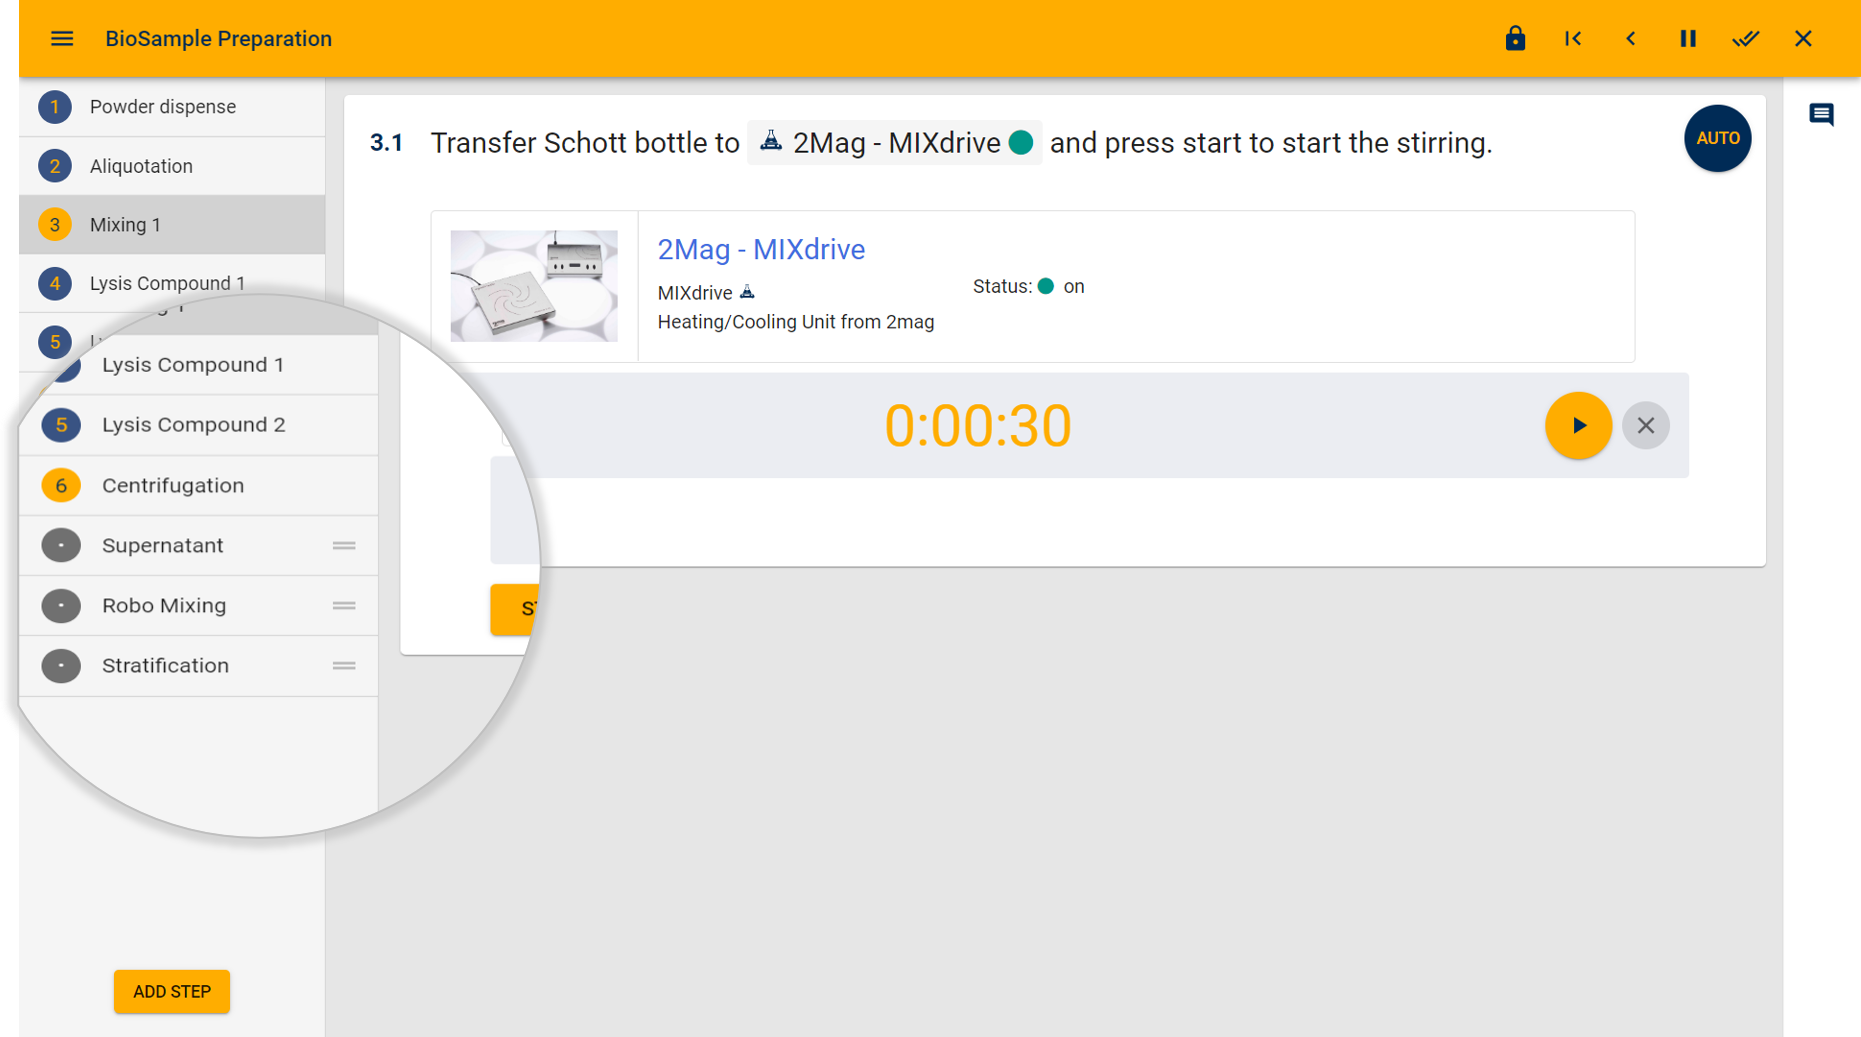 BioSample Preparation
1 Powder dispense
2 Aliquotation
3 Mixing 1
4 Lysis Compound 1
5
Lysis Compound 1
5 Lysis Compound 2
6 Centrifugation
Supernatant
Robo Mixing
Stratification
ADD STEP
3.1 Transfer Schott bottle to 2Mag - MIXdrive and press start to start the stirring.
AUTO
2Mag - MIXdrive
MIXdrive
Heating/Cooling Unit from 2mag
Status: on
0:00:30